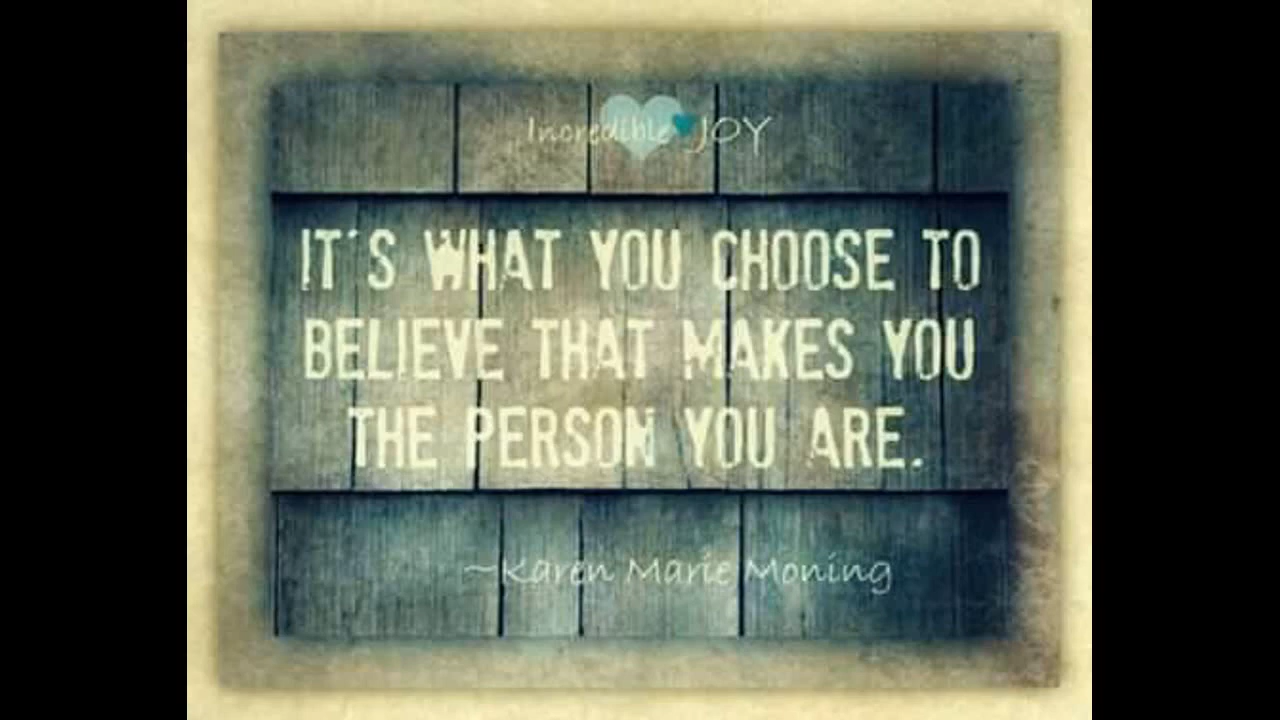 Incredible JOY
IT'S WHAT YOU CHOOSE TO
BELIEVE THAT MAKES YOU
THE PERSON YOU ARE.
~Karen Marie Moning